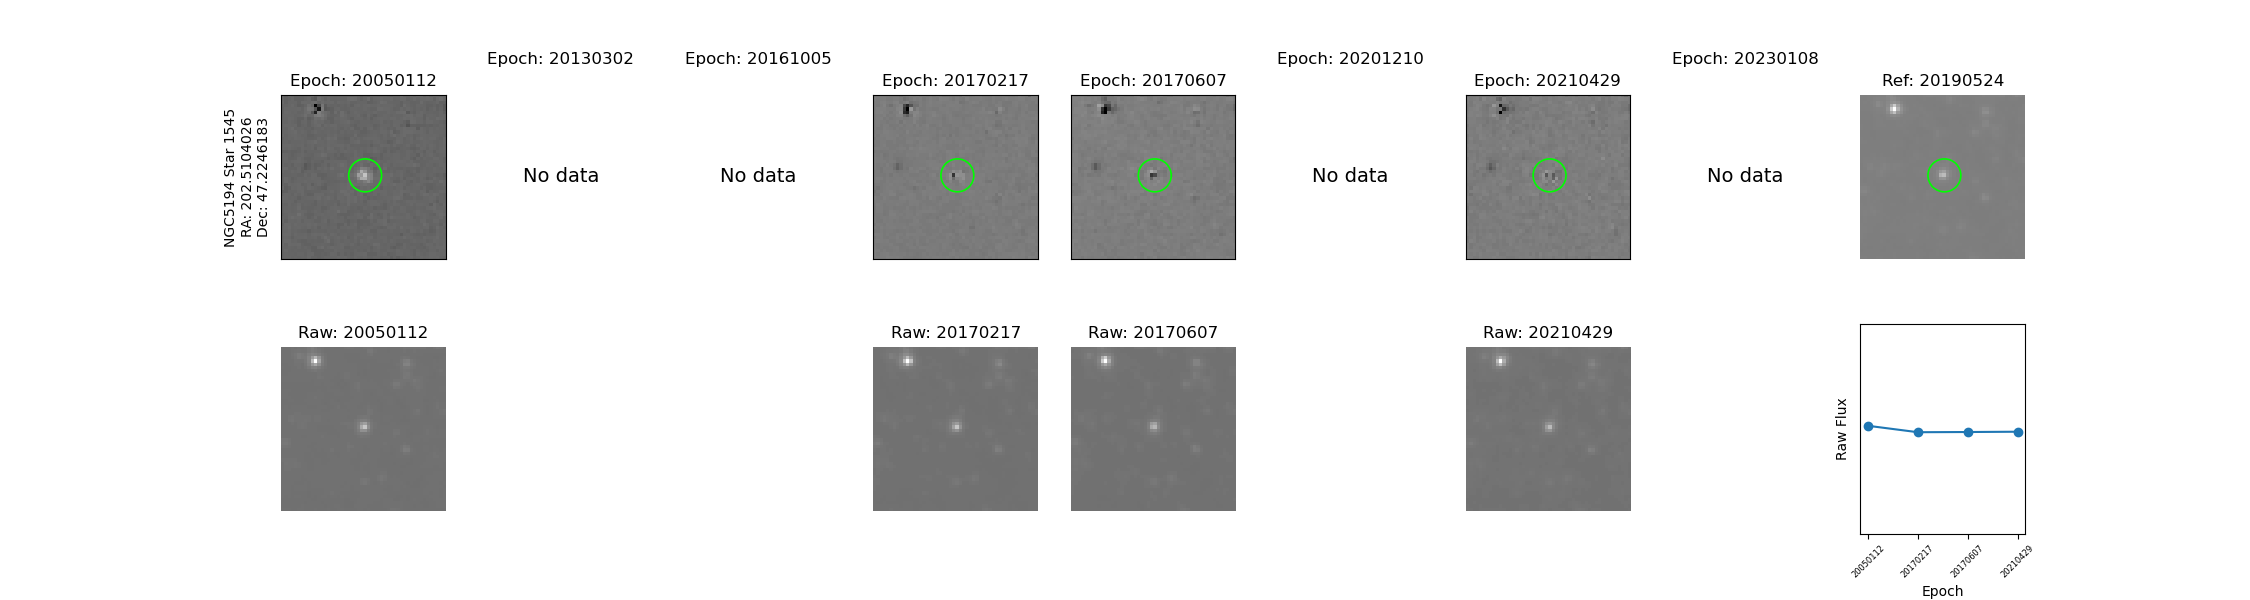 Epoch: 20050112
Epoch: 20130302
Epoch: 20161005
Epoch: 20170217
Epoch: 20170607
Epoch: 20201210
Epoch: 20210429
Epoch: 20230108
Ref: 20190524
NGC5194 Star 1545
RA: 202.5104026
Dec: 47.2246183
No data
No data
No data
No data
Raw: 20050112
Raw: 20170217
Raw: 20170607
Raw: 20210429
Raw Flux
20050112
20170217
20170607
20210429
Epoch